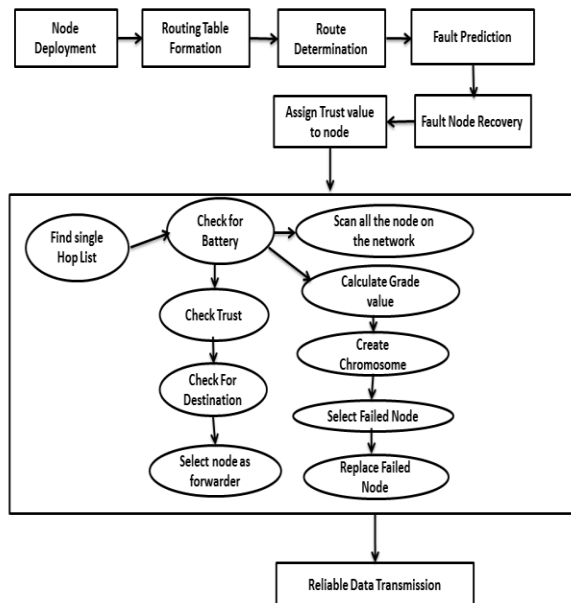 Node
Deployment
Routing Table
Formation
Route
Determination
Fault Prediction
Assign Trust value
to node
Fault Node Recovery
Find single
Hop List
Check for
Battery
Scan all the node on
the network
Calculate Grade
value
Check Trust
Create
Chromosome
Check For
Destination
Select Failed Node
Select node as
forwarder
Replace Failed
Node
Reliable Data Transmission